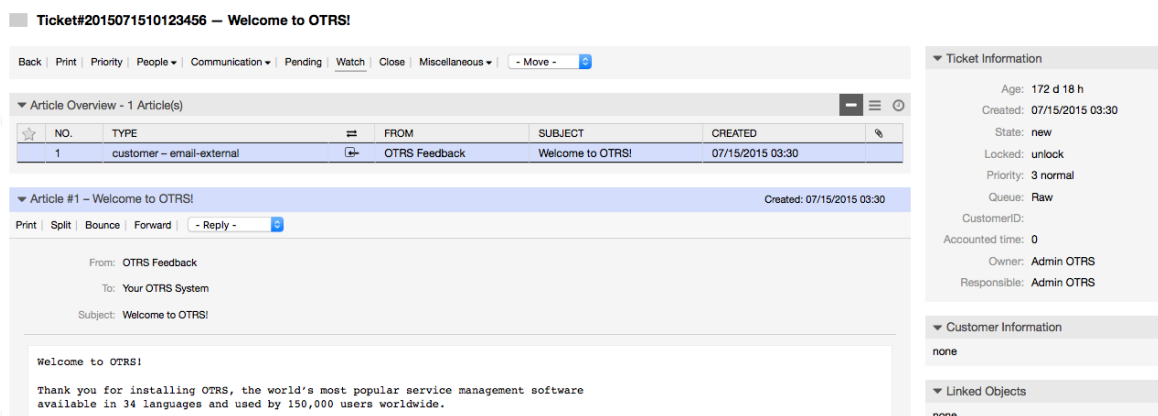 Ticket#2015071510123456 — Welcome to OTRS!
Back Print Priority People Communication Pending Watch Close Miscellaneous - Move -
Article Overview - 1 Article(s)
NO. TYPE FROM SUBJECT CREATED
1 customer – email-external OTRS Feedback Welcome to OTRS! 07/15/2015 03:30
Article #1 – Welcome to OTRS! Created: 07/15/2015 03:30
Print Split Bounce Forward - Reply -
From: OTRS Feedback
To: Your OTRS System
Subject: Welcome to OTRS!
Welcome to OTRS!
Thank you for installing OTRS, the world's most popular service management software
available in 34 languages and used by 150,000 users worldwide.
Ticket Information
Age: 172 d 18 h
Created: 07/15/2015 03:30
State: new
Locked: unlock
Priority: 3 normal
Queue: Raw
CustomerID:
Accounted time: 0
Owner: Admin OTRS
Responsible: Admin OTRS
Customer Information
none
Linked Objects
none